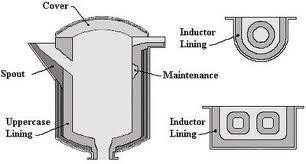 Cover
Inductor
Lining
Spout
Maintenance
Uppercase
Lining
Inductor
Lining